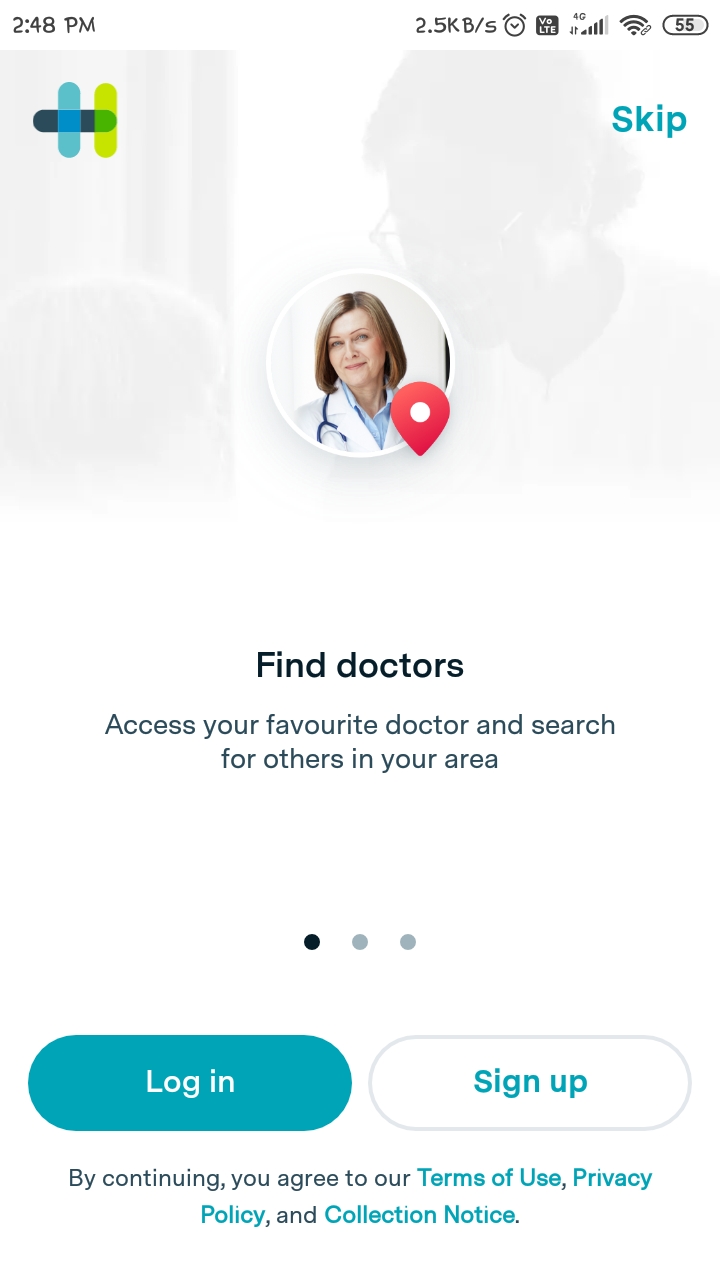 2:48 PM 2.5KB/s Vo LTE 4G 55
Skip
Find doctors
Access your favourite doctor and search
for others in your area
Log in Sign up
By continuing, you agree to our Terms of Use, Privacy
Policy, and Collection Notice.